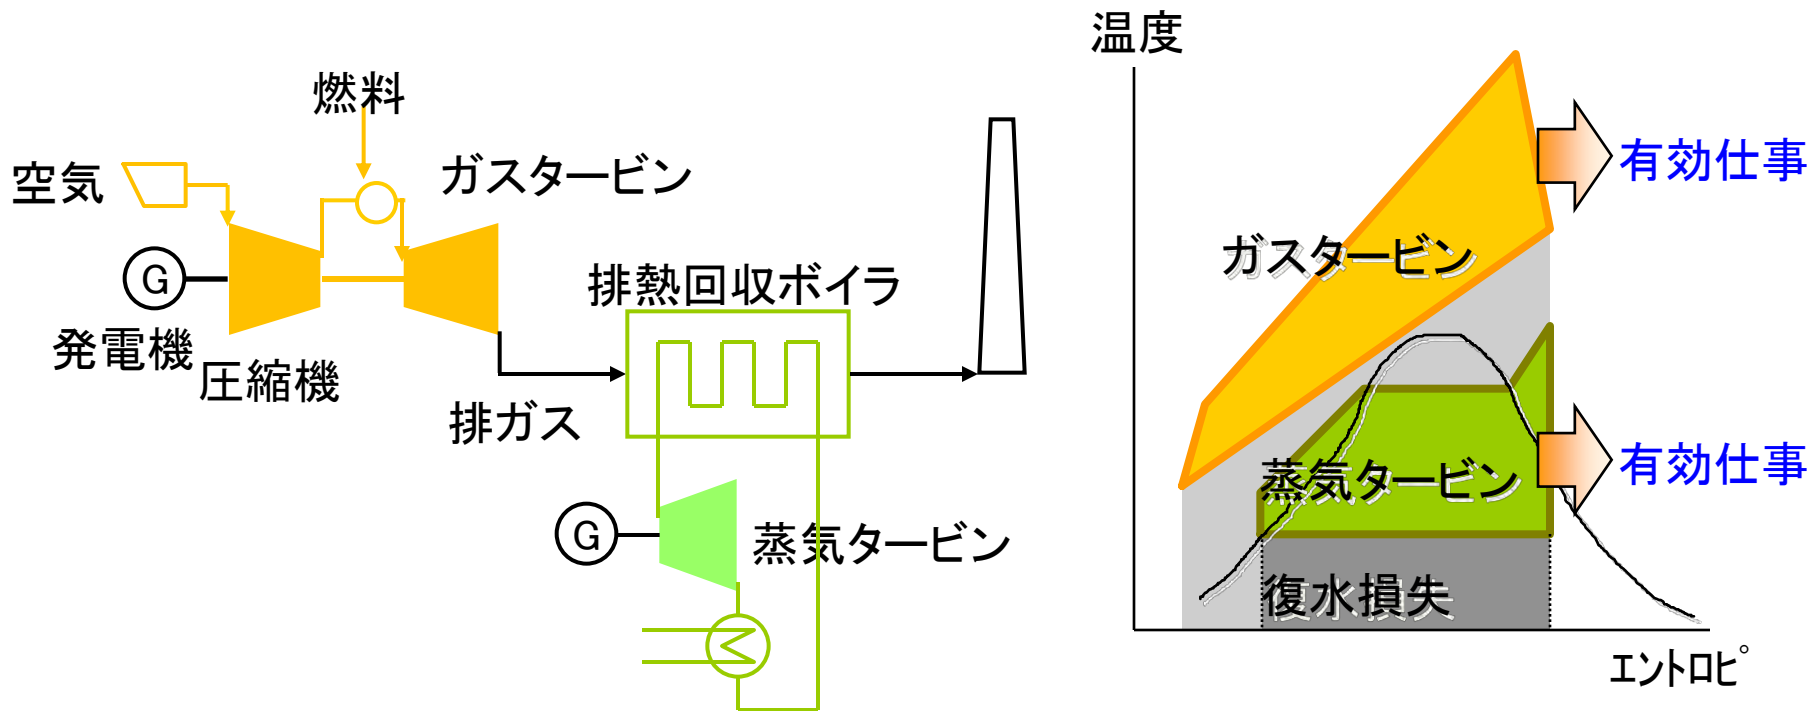 燃料
空気
ガスタービン
G
発電機
圧縮機
排熱回収ボイラ
排ガス
G
蒸気タービン
温度
有効仕事
ガスタービン
有効仕事
蒸気タービン
復水損失
エントロピ